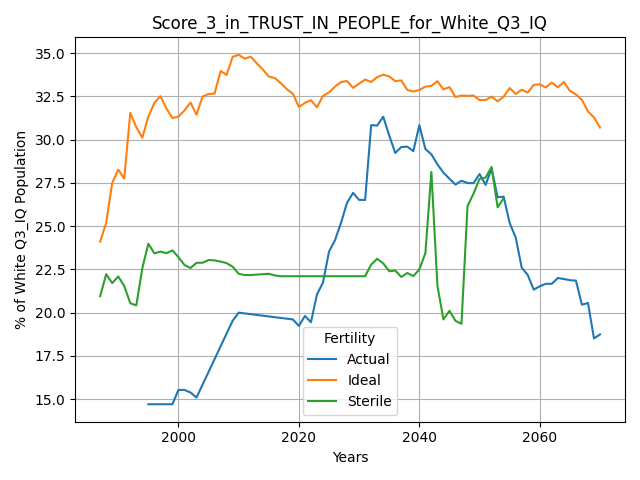 Score_3_in_TRUST_IN_PEOPLE_for_White_Q3_IQ
% of White Q3_IQ Population
35.0
32.5
30.0
27.5
25.0
22.5
20.0
17.5
15.0
Fertility
Actual
Ideal
Sterile
2000
2020
2040
2060
Years